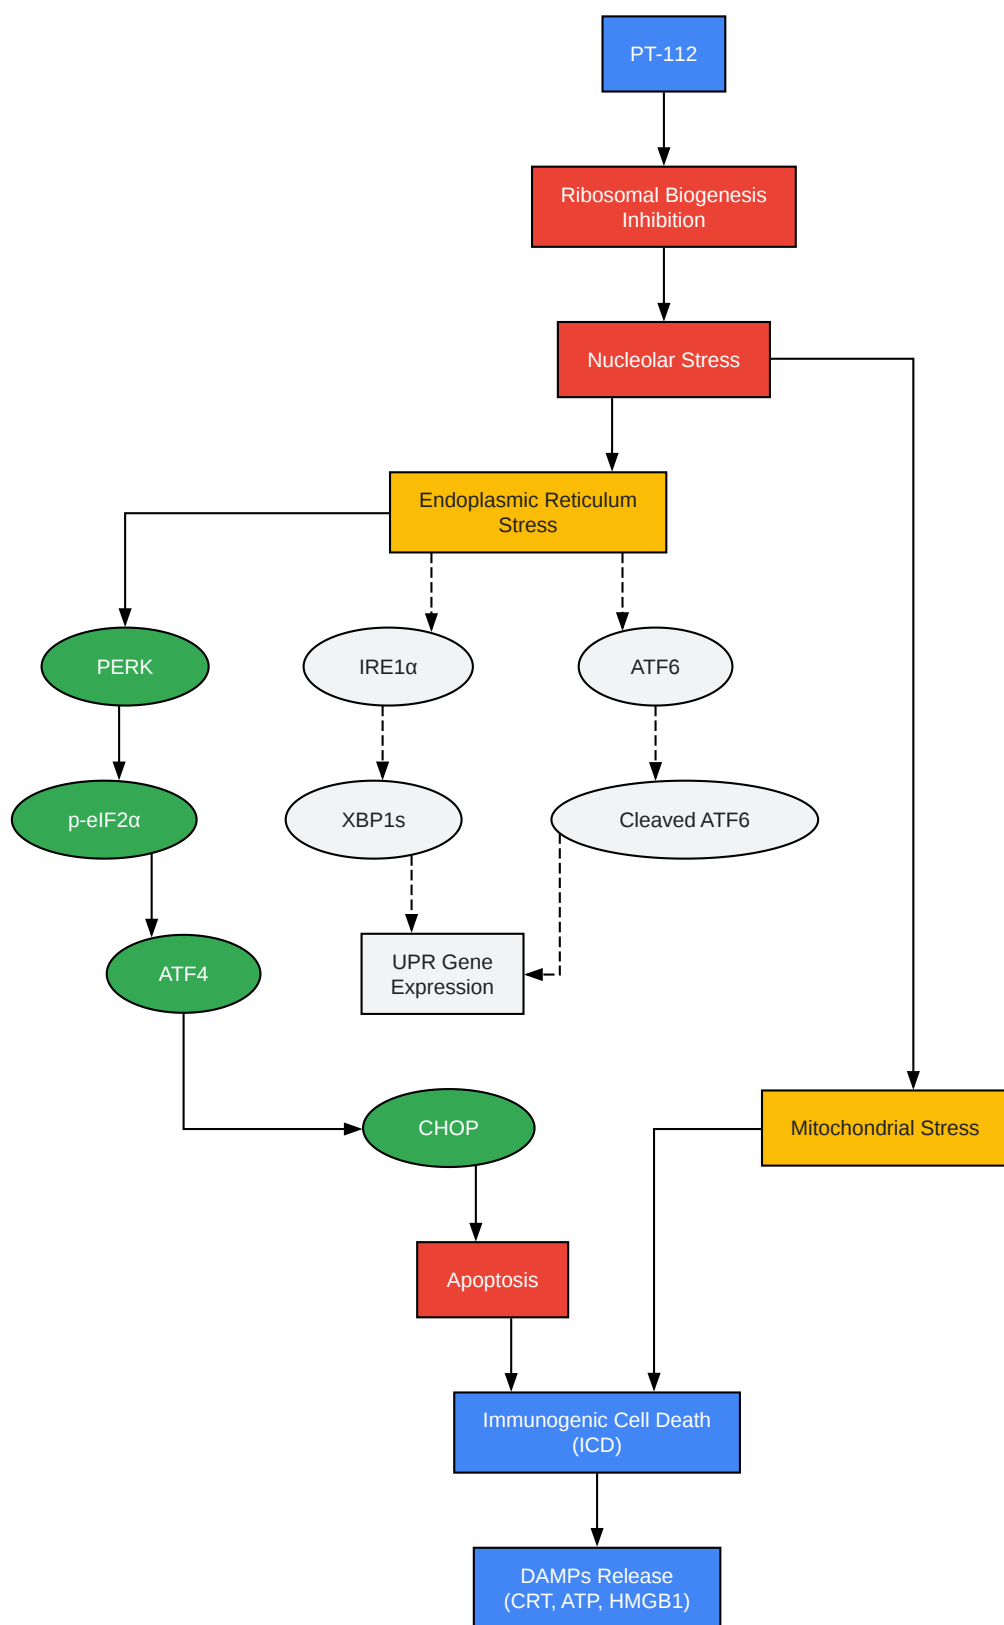 PT-112
Ribosomal Biogenesis
Inhibition
Nucleolar Stress
Endoplasmic Reticulum
Stress
PERK
IRE1α
ATF6
p-eIF2α
XBP1s
Cleaved ATF6
UPR Gene
Expression
ATF4
CHOP
Mitochondrial Stress
Apoptosis
Immunogenic Cell Death
(ICD)
DAMPs Release
(CRT, ATP, HMGB1)